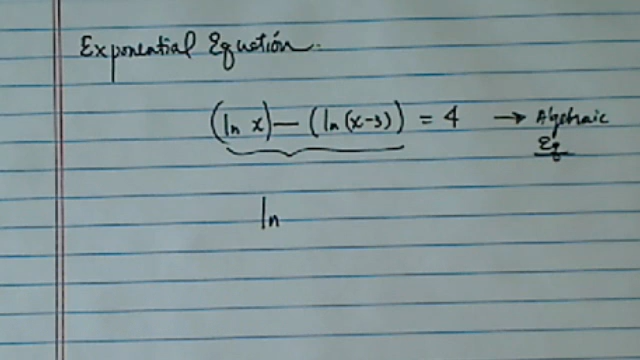 Exponential Equation.
(ln x) — (ln (x-3)) = 4 → Algebraic
Eq
ln